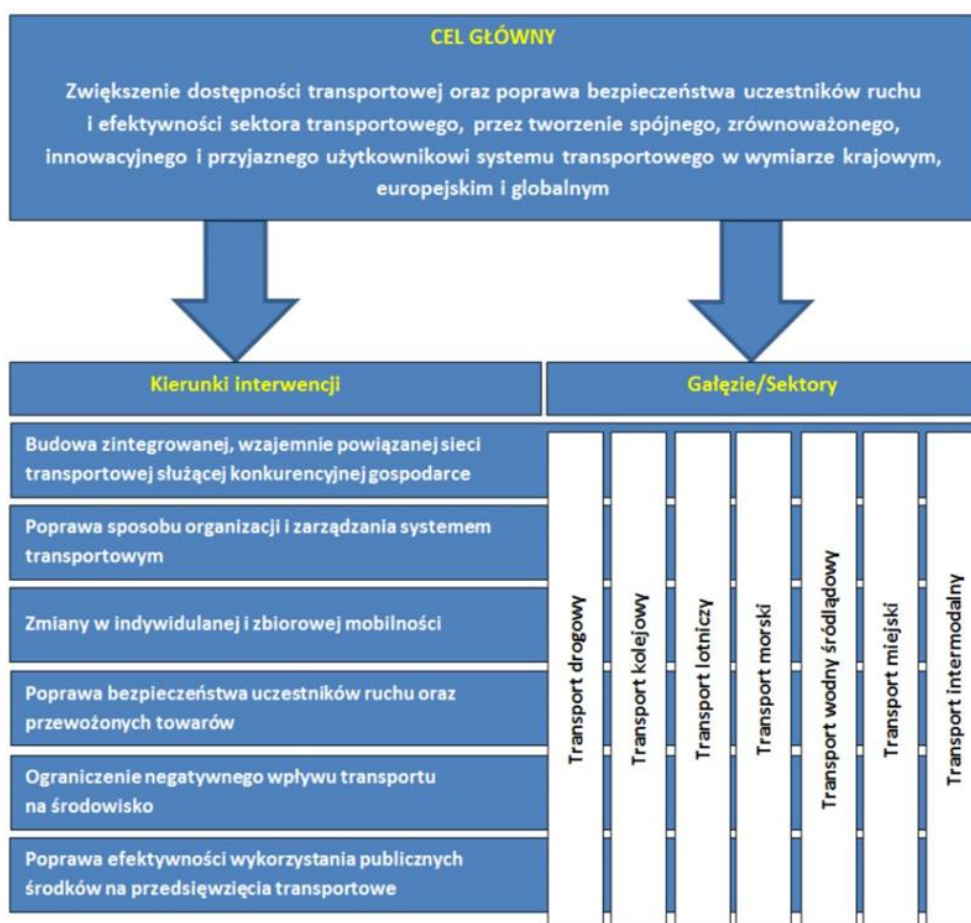 CEL GŁÓWNY
Zwiększenie dostępności transportowej oraz poprawa bezpieczeństwa uczestników ruchu
i efektywności sektora transportowego, przez tworzenie spójnego, zrównoważonego,
innowacyjnego i przyjaznego użytkownikowi systemu transportowego w wymiarze krajowym,
europejskim i globalnym
Kierunki interwencji
Gałęzie/Sektory
Budowa zintegrowanej, wzajemnie powiązanej sieci
transportowej służącej konkurencyjnej gospodarce
Poprawa sposobu organizacji i zarządzania systemem
transportowym
Zmiany w indywidulanej i zbiorowej mobilności
Poprawa bezpieczeństwa uczestników ruchu oraz
przewożonych towarów
Ograniczenie negatywnego wpływu transportu
na środowisko
Poprawa efektywności wykorzystania publicznych
środków na przedsięwzięcia transportowe
Transport drogowy
Transport kolejowy
Transport lotniczy
Transport morski
Transport wodny śródlądowy
Transport miejski
Transport intermodalny